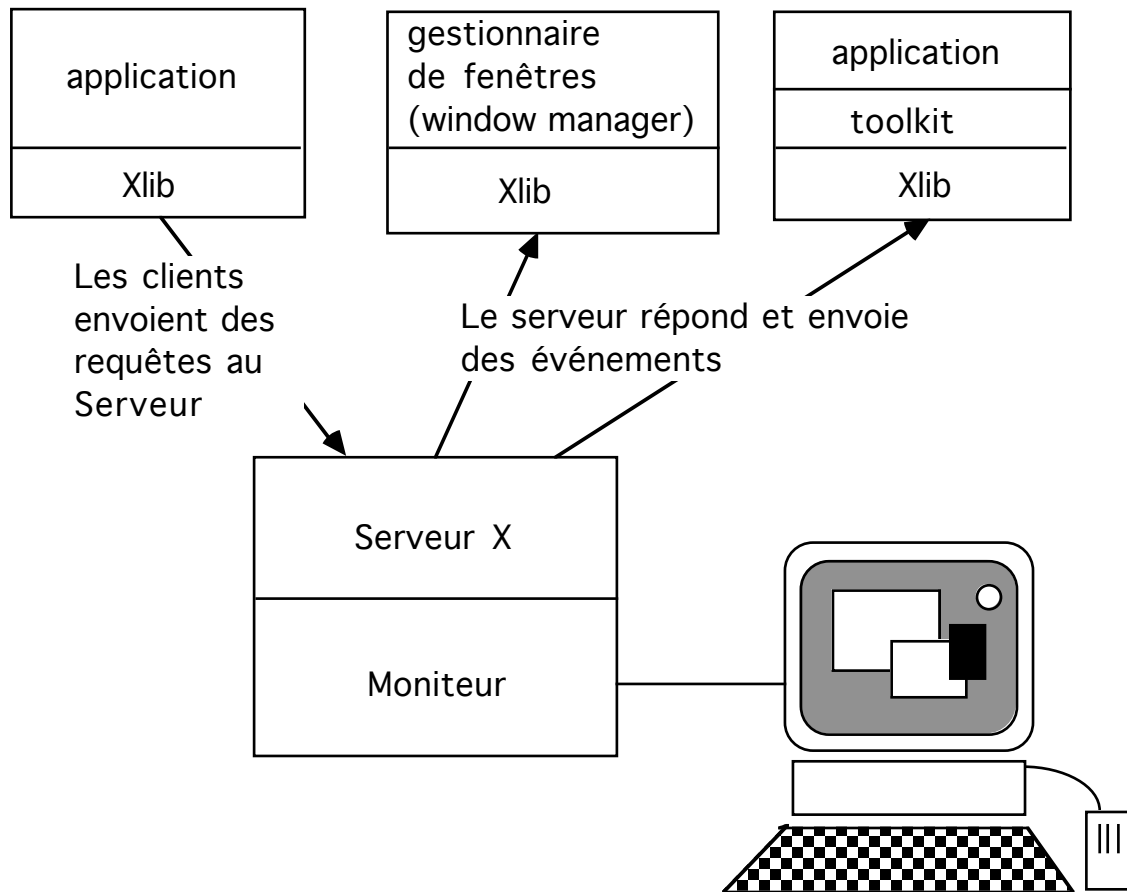 application
Xlib
gestionnaire
de fenêtres
(window manager)
Xlib
application
toolkit
Xlib
Les clients
envoient des
requêtes au
Serveur
Le serveur répond et envoie
des événements
Serveur X
Moniteur